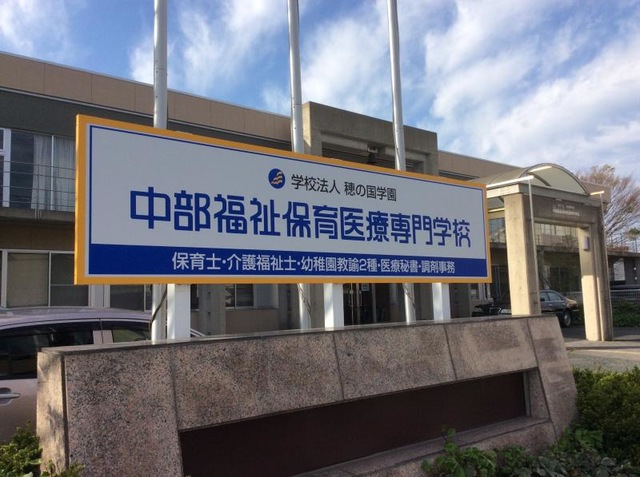 学校法人 穂の国学園
中部福祉保育医療専門学校
保育士・介護福祉士・幼稚園教諭2種・医療秘書・調剤事務